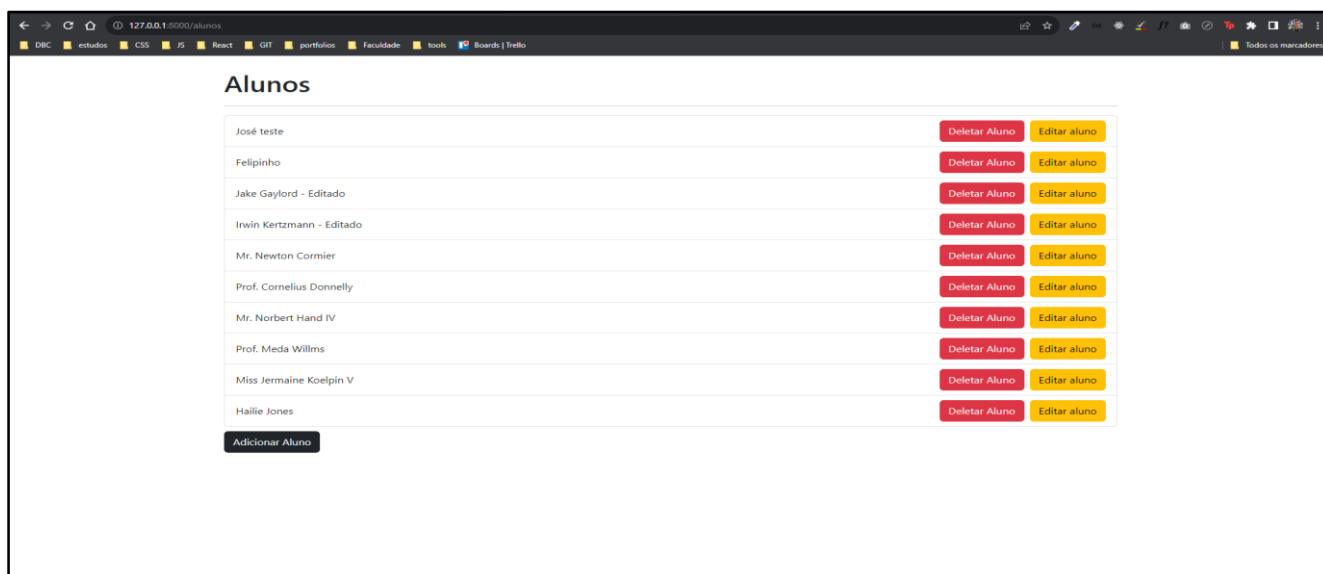 127.0.0.1:8000/alunos
DBC estudos CSS JS React GIT portfolios Faculdade tools Boards | Trello Todos os marcadores
Alunos
José teste Deletar Aluno Editar aluno
Felipinho Deletar Aluno Editar aluno
Jake Gaylord - Editado Deletar Aluno Editar aluno
Irwin Kertzmann - Editado Deletar Aluno Editar aluno
Mr. Newton Cormier Deletar Aluno Editar aluno
Prof. Cornelius Donnelly Deletar Aluno Editar aluno
Mr. Norbert Hand IV Deletar Aluno Editar aluno
Prof. Meda Willms Deletar Aluno Editar aluno
Miss Jermaine Koelpin V Deletar Aluno Editar aluno
Hailie Jones Deletar Aluno Editar aluno
Adicionar Aluno